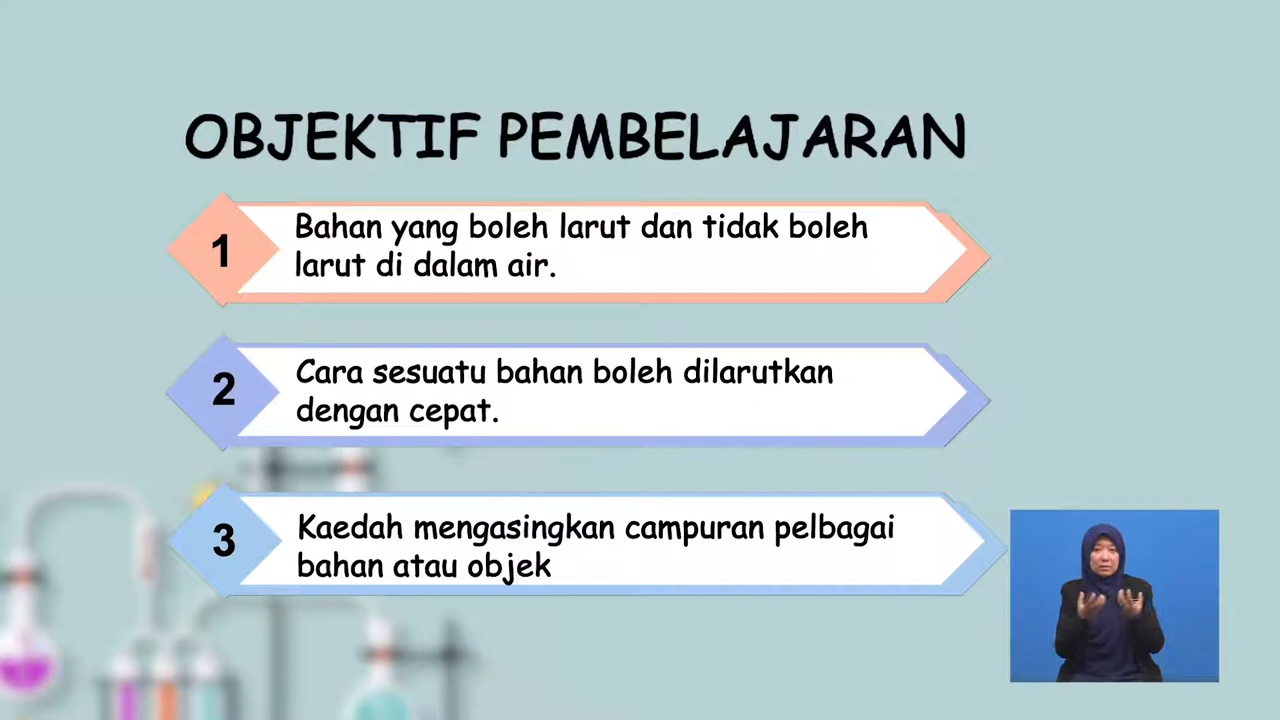 OBJEKTIF PEMBELAJARAN
1
Bahan yang boleh larut dan tidak boleh
larut di dalam air.
2
Cara sesuatu bahan boleh dilarutkan
dengan cepat.
3
Kaedah mengasingkan campuran pelbagai
bahan atau objek